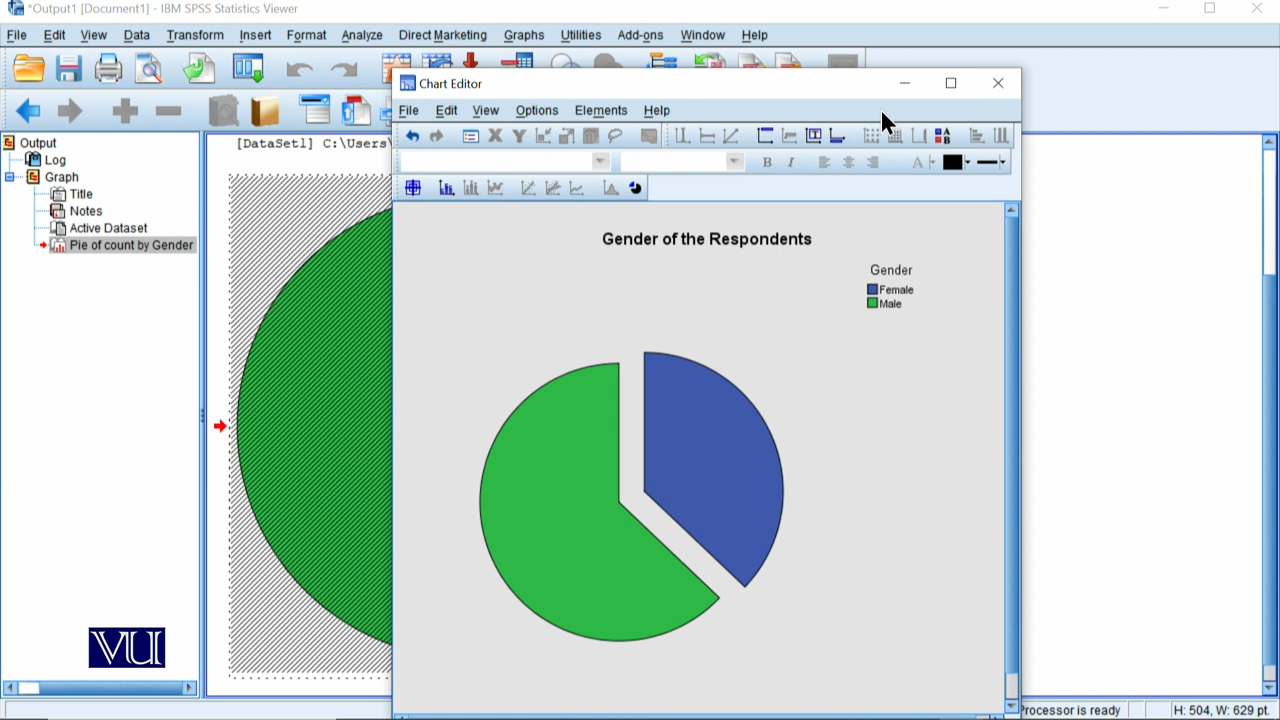 *Output1 [Document1] - IBM SPSS Statistics Viewer
File Edit View Data Transform Insert Format Analyze Direct Marketing Graphs Utilities Add-ons Window Help
Chart Editor
File Edit View Options Elements Help
Output
Log
Graph
Title
Notes
Active Dataset
Pie of count by Gender
[DataSet1] C:\Users\
B I A
A
B
Gender of the Respondents
Gender
Female
Male
VU
Processor is ready H: 504, W: 629 pt.